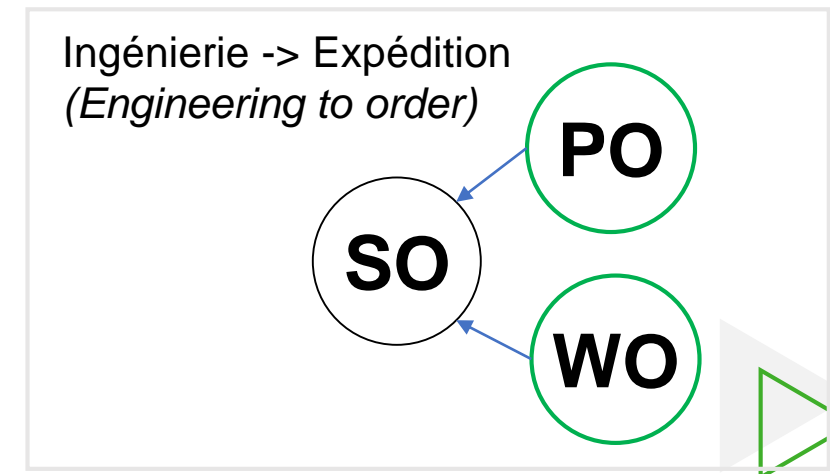 Ingénierie -> Expédition
(Engineering to order)
PO
SO
WO